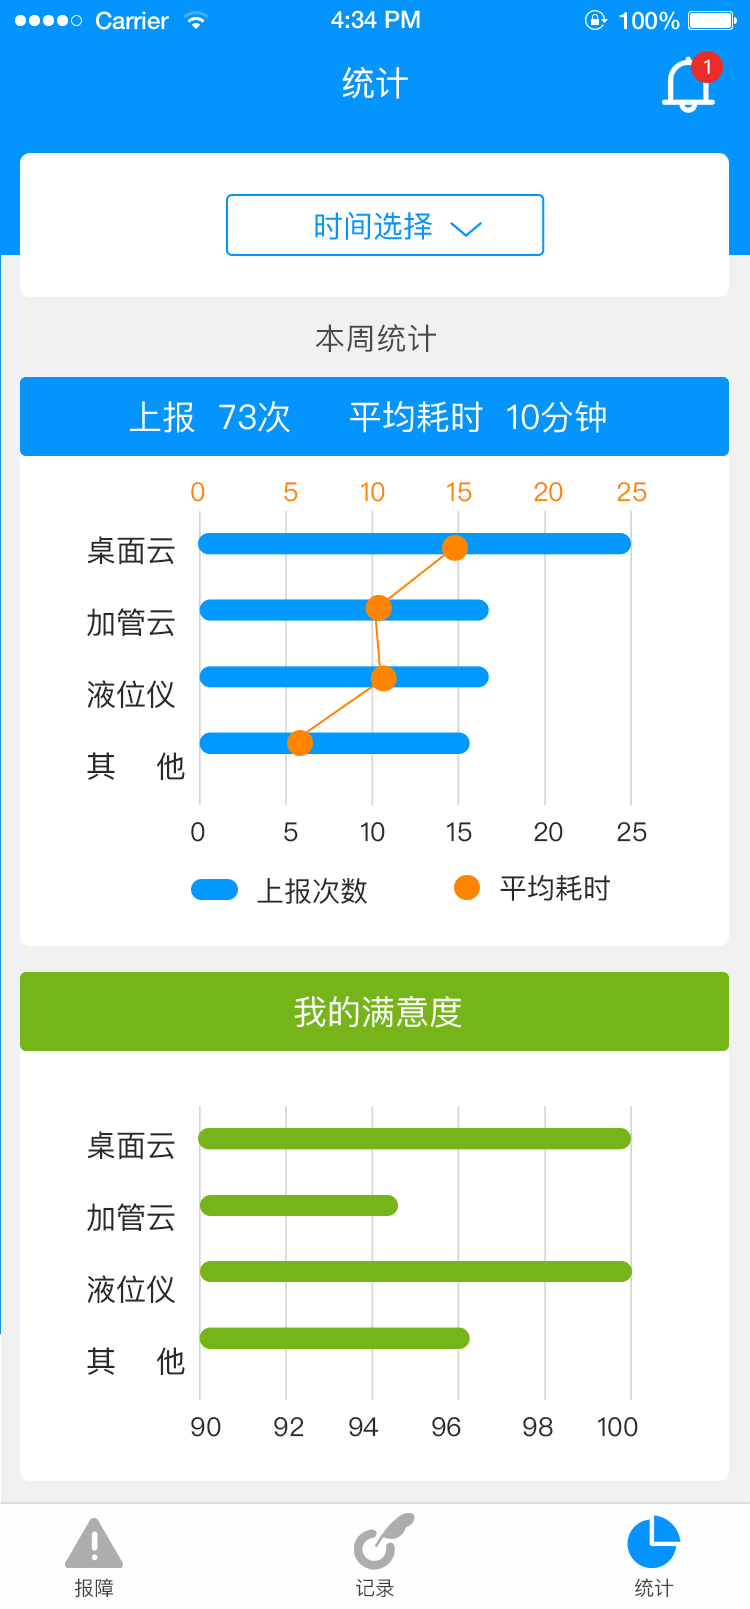 Carrier 4:34 PM 100%
统计
1
时间选择
本周统计
上报 73次 平均耗时 10分钟
0 5 10 15 20 25
桌面云
加管云
液位仪
其 他
0 5 10 15 20 25
上报次数 平均耗时
我的满意度
桌面云
加管云
液位仪
其 他
90 92 94 96 98 100
报障 记录 统计